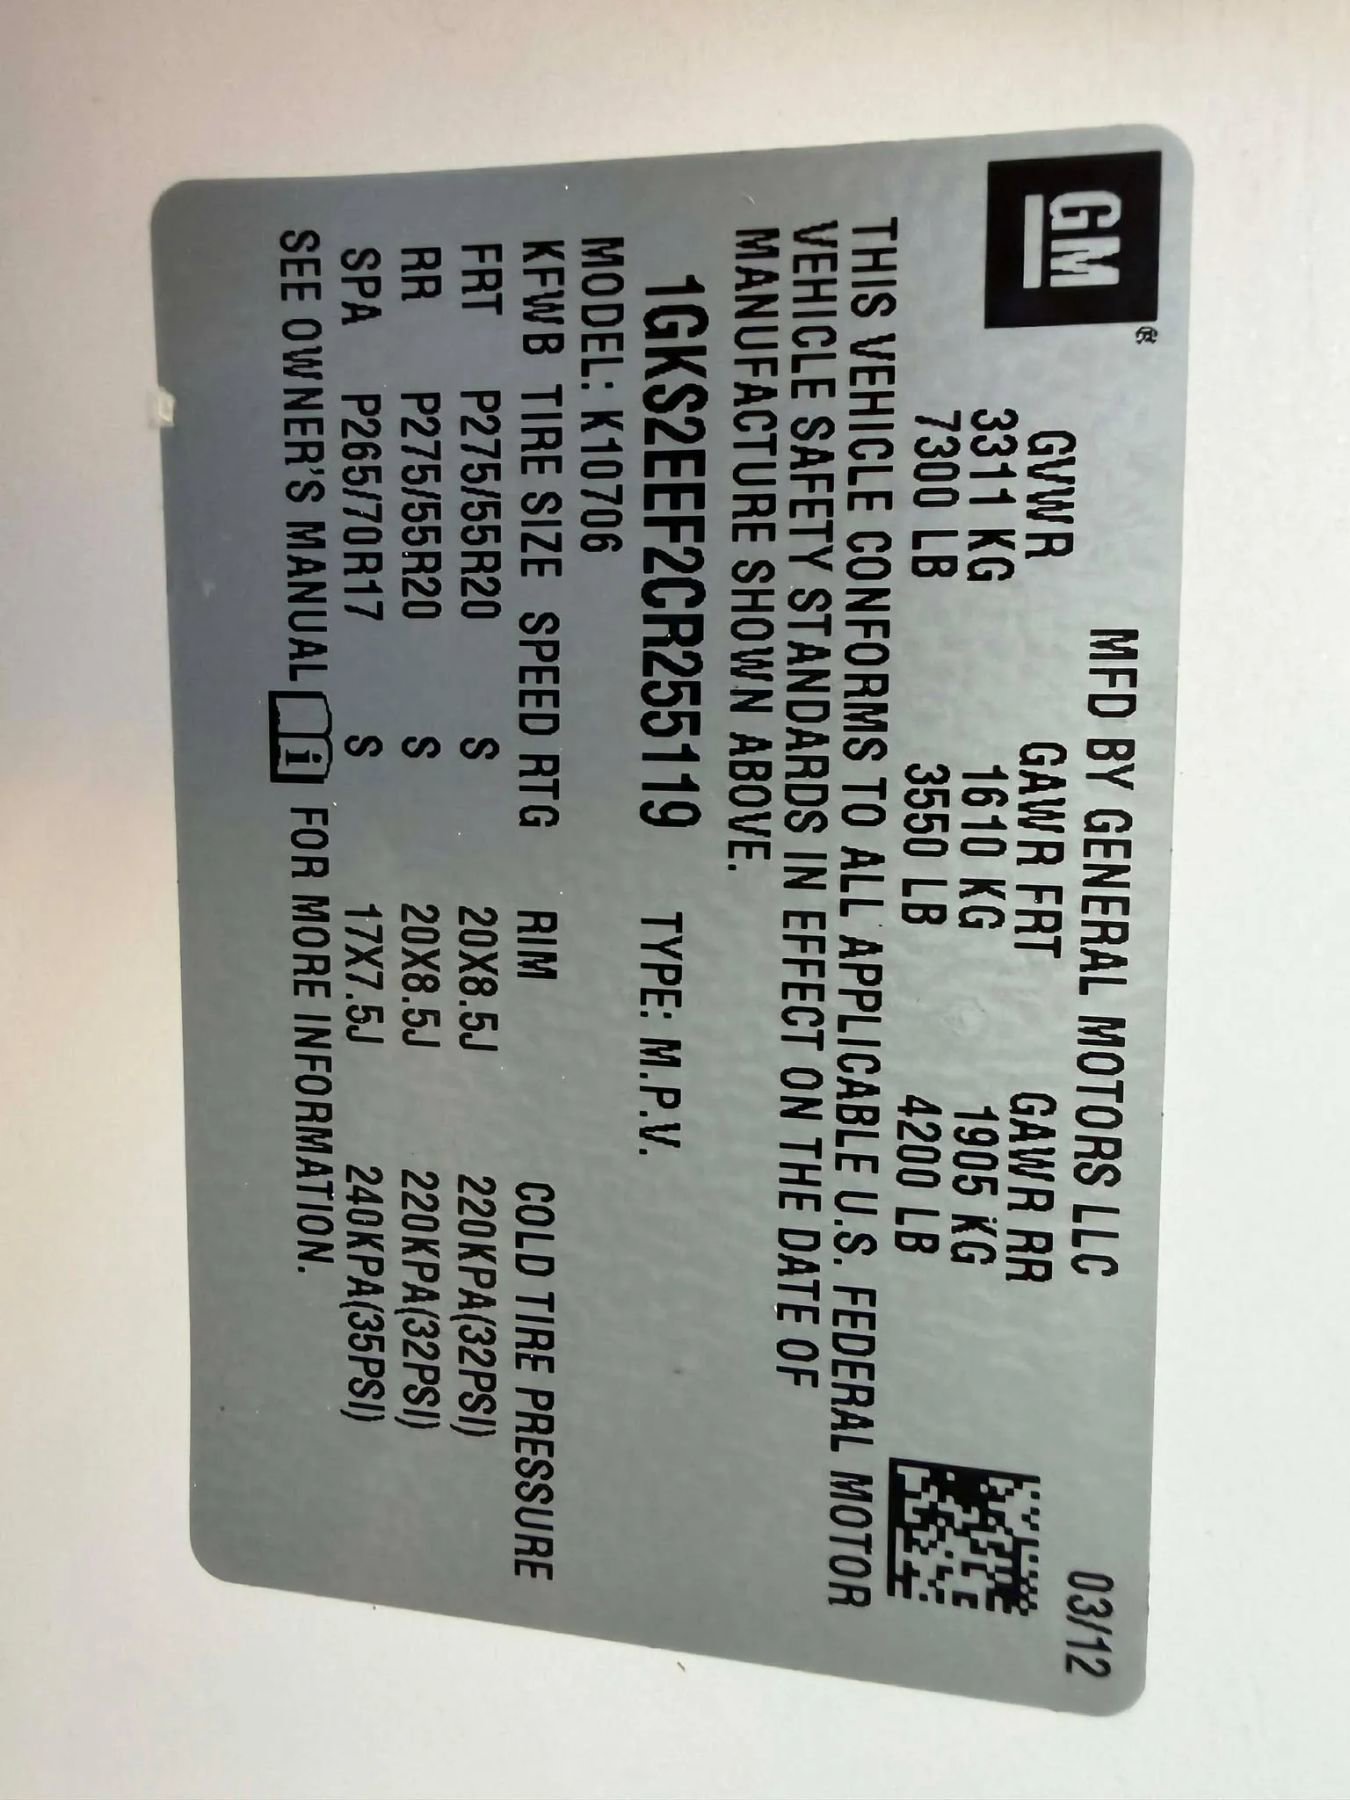 GM®
MFD BY GENERAL MOTORS LLC 03/12
GVWR GAWR FRT GAWR RR
3311 KG 1610 KG 1905 KG
7300 LB 3550 LB 4200 LB
THIS VEHICLE CONFORMS TO ALL APPLICABLE U.S. FEDERAL MOTOR
VEHICLE SAFETY STANDARDS IN EFFECT ON THE DATE OF
MANUFACTURE SHOWN ABOVE.
1GKS2EEF2CR255119 TYPE: M.P.V.
MODEL: K10706
KFWB TIRE SIZE SPEED RTG RIM COLD TIRE PRESSURE
FRT P275/55R20 S 20X8.5J 220KPA(32PSI)
RR P275/55R20 S 20X8.5J 220KPA(32PSI)
SPA P265/70R17 S 17X7.5J 240KPA(35PSI)
SEE OWNER'S MANUAL i FOR MORE INFORMATION.